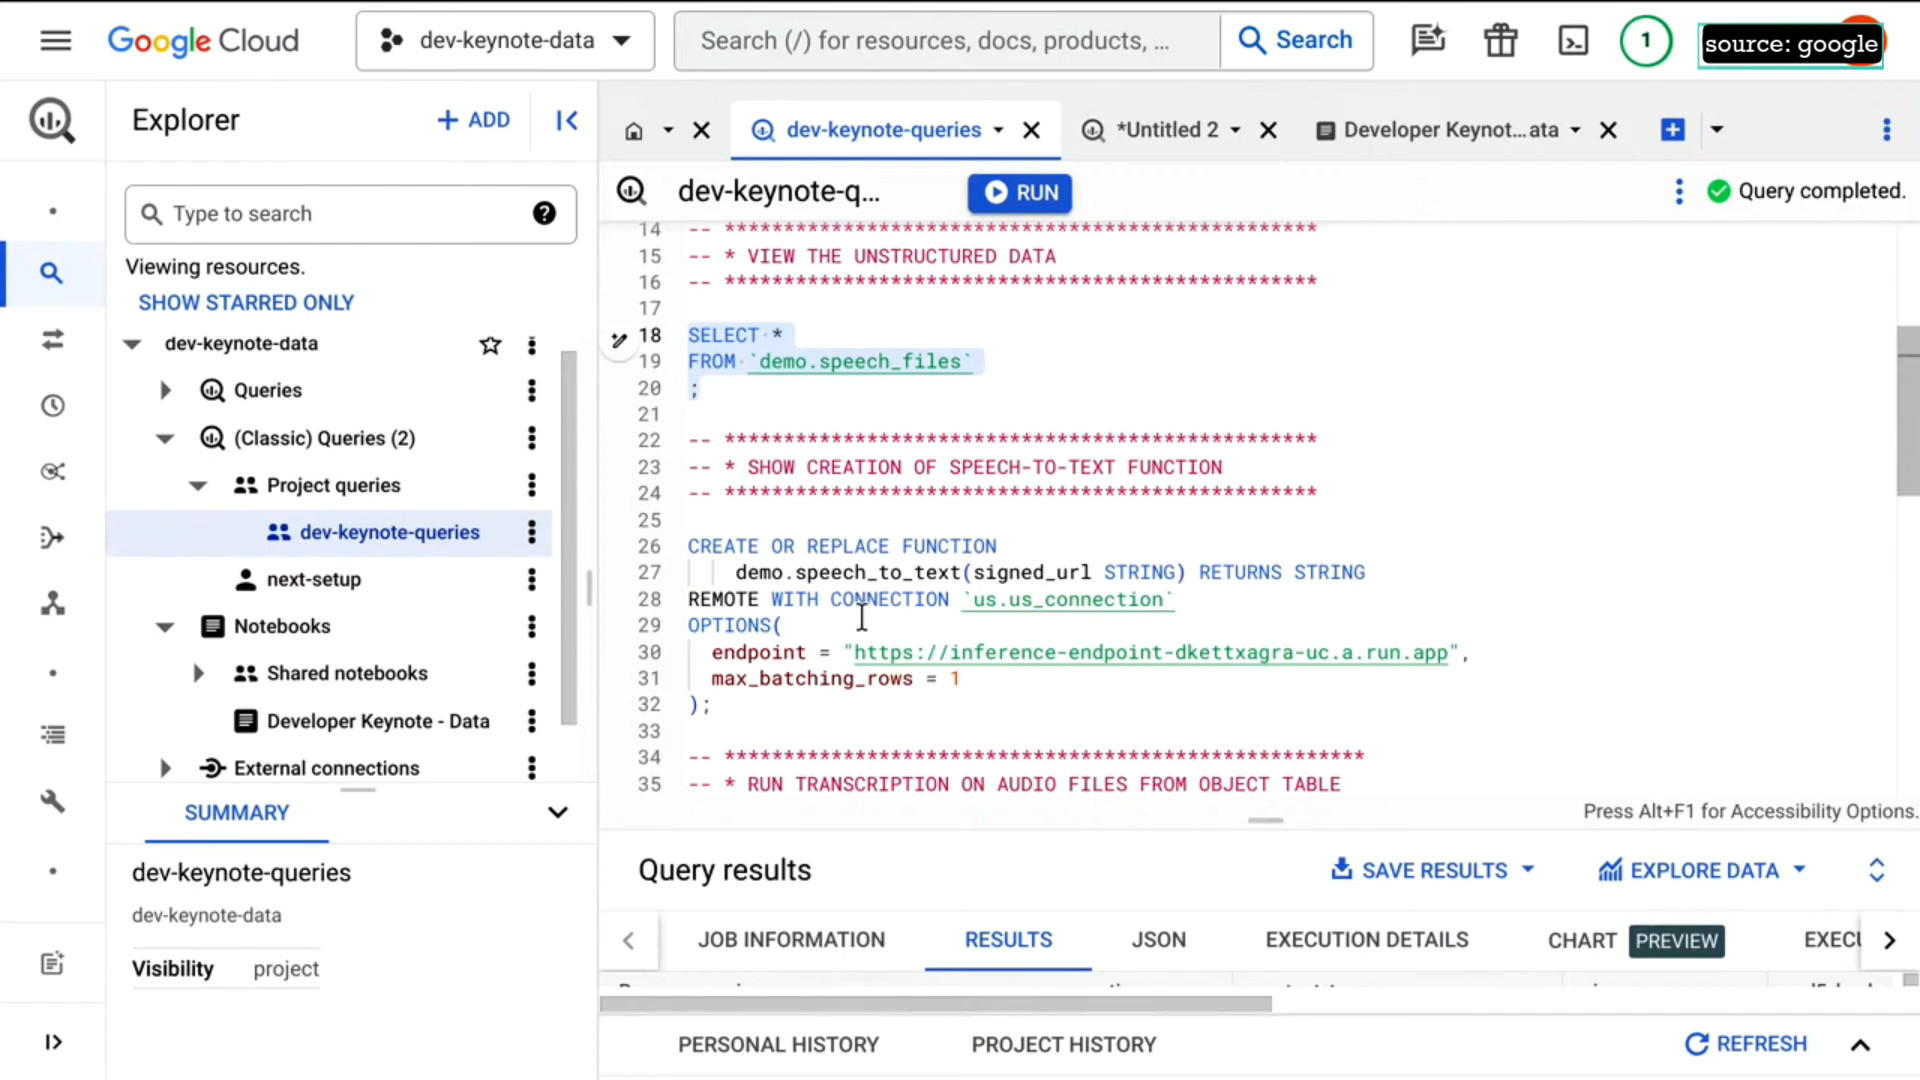 Google Cloud
dev-keynote-data
Search (/) for resources, docs, products, ...
Search
1
source: google
Explorer
+ ADD
dev-keynote-queries
*Untitled 2
Developer Keynot...ata
Type to search
dev-keynote-q...
RUN
Query completed.
Viewing resources.
SHOW STARRED ONLY
dev-keynote-data
Queries
(Classic) Queries (2)
Project queries
dev-keynote-queries
next-setup
Notebooks
Shared notebooks
Developer Keynote - Data
External connections
SUMMARY
dev-keynote-queries
dev-keynote-data
Visibility project
14 -- **************************************************
15 -- * VIEW THE UNSTRUCTURED DATA
16 -- **************************************************
17
18 SELECT *
19 FROM `demo.speech_files`
20 ;
21
22 -- **************************************************
23 -- * SHOW CREATION OF SPEECH-TO-TEXT FUNCTION
24 -- **************************************************
25
26 CREATE OR REPLACE FUNCTION
27 demo.speech_to_text(signed_url STRING) RETURNS STRING
28 REMOTE WITH CONNECTION `us.us_connection`
29 OPTIONS(
30 endpoint = "https://inference-endpoint-dkettxagra-uc.a.run.app",
31 max_batching_rows = 1
32 );
33
34 -- ******************************************************
35 -- * RUN TRANSCRIPTION ON AUDIO FILES FROM OBJECT TABLE
Press Alt+F1 for Accessibility Options.
Query results
SAVE RESULTS
EXPLORE DATA
JOB INFORMATION
RESULTS
JSON
EXECUTION DETAILS
CHART PREVIEW
PERSONAL HISTORY
PROJECT HISTORY
REFRESH